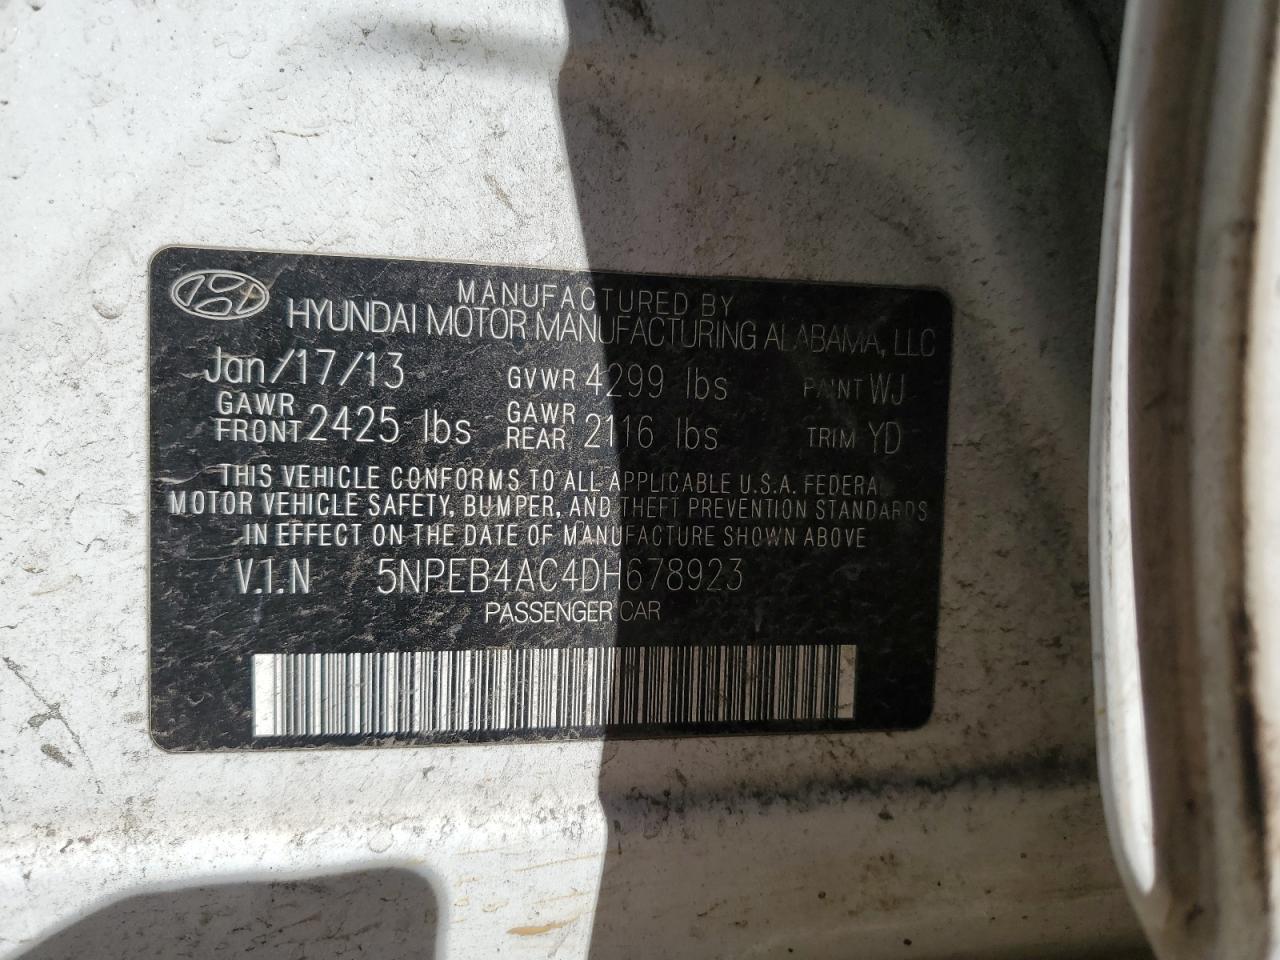 MANUFACTURED BY
HYUNDAI MOTOR MANUFACTURING ALABAMA, LLC
Jan/17/13 GVWR 4299 lbs PAINT WJ
GAWR FRONT 2425 lbs GAWR REAR 2116 lbs TRIM YD
THIS VEHICLE CONFORMS TO ALL APPLICABLE U.S.A. FEDERAL
MOTOR VEHICLE SAFETY, BUMPER, AND THEFT PREVENTION STANDARDS
IN EFFECT ON THE DATE OF MANUFACTURE SHOWN ABOVE
V.I.N 5NPEB4AC4DH678923
PASSENGER CAR